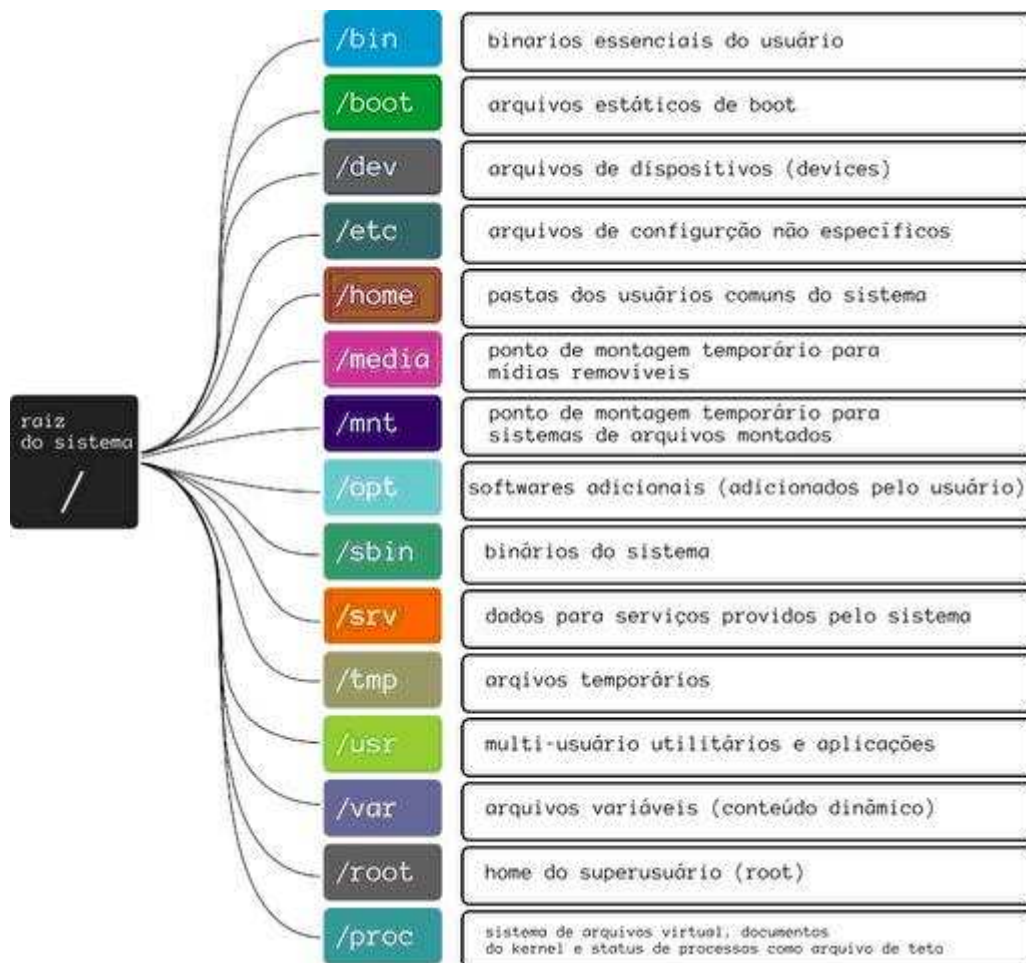 /bin
binarios essenciais do usuário
/boot
arquivos estáticos de boot
/dev
arquivos de dispositivos (devices)
/etc
arquivos de configurção não específicos
/home
pastas dos usuários comuns do sistema
/media
ponto de montagem temporário para
mídias removíveis
raiz
do sistema
/
/mnt
ponto de montagem temporário para
sistemas de arquivos montados
/opt
softwares adicionais (adicionados pelo usuário)
/sbin
binários do sistema
/srv
dados para serviços providos pelo sistema
/tmp
arqivos temporários
/usr
multi-usuário utilitários e aplicações
/var
arquivos variáveis (conteúdo dinâmico)
/root
home do superusuário (root)
/proc
sistema de arquivos virtual, documentos
do kernel e status de processos como arquivo de teto